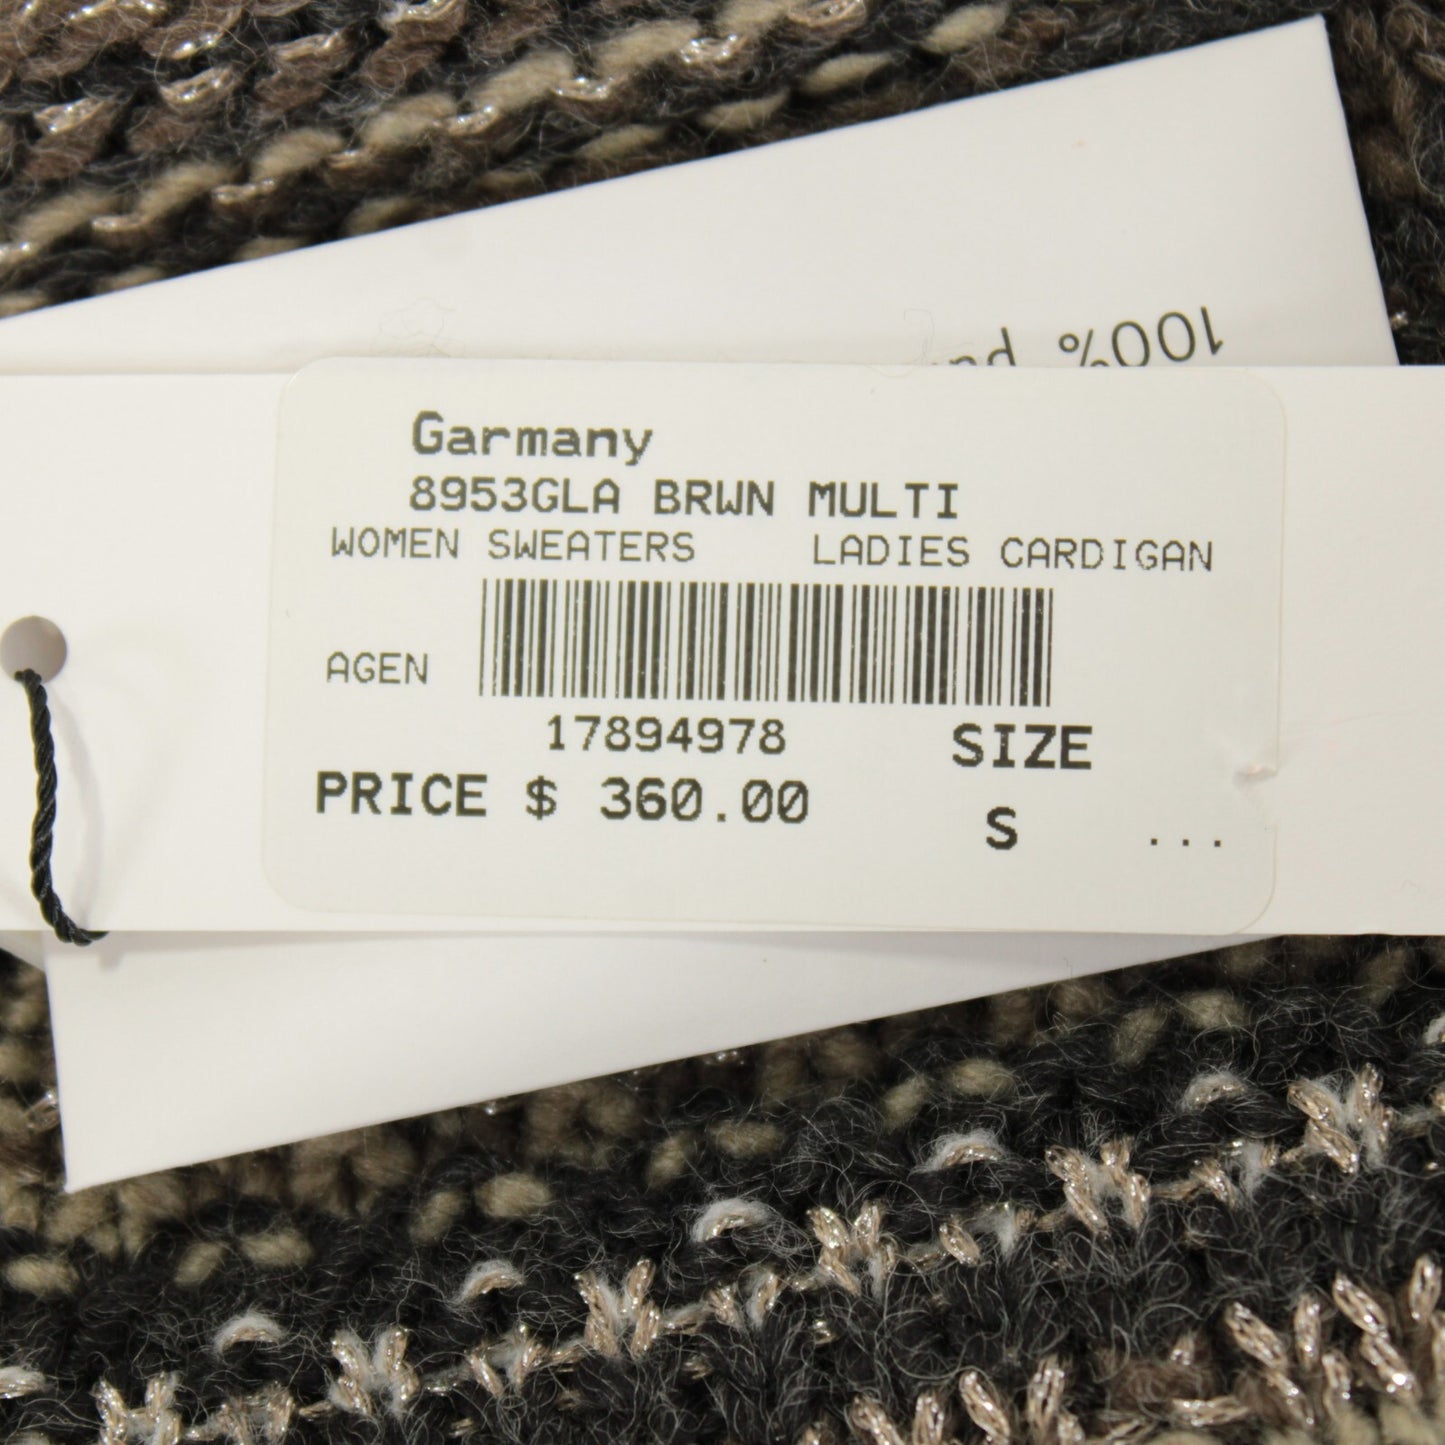 100%
Garmany
8953GLA BRWN MULTI
WOMEN SWEATERS LADIES CARDIGAN
AGEN
17894978
SIZE
PRICE $ 360.00
S ...